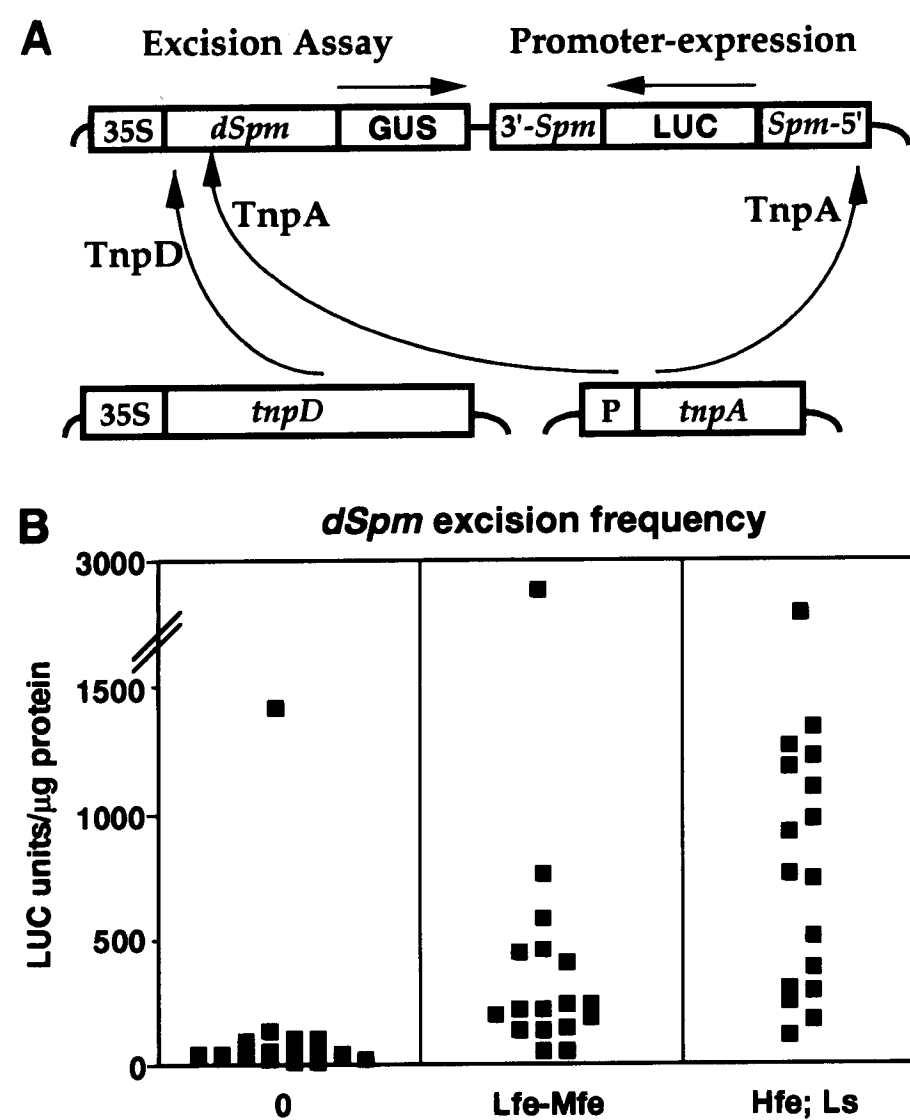 A
Excision Assay Promoter-expression
35S dSpm GUS 3'-Spm LUC Spm-5'
TnpA TnpA
TnpD
35S tnpD P tnpA
B
dSpm excision frequency
3000
1500
1000
500
0
LUC units/µg protein
0 Lfe-Mfe Hfe; Ls